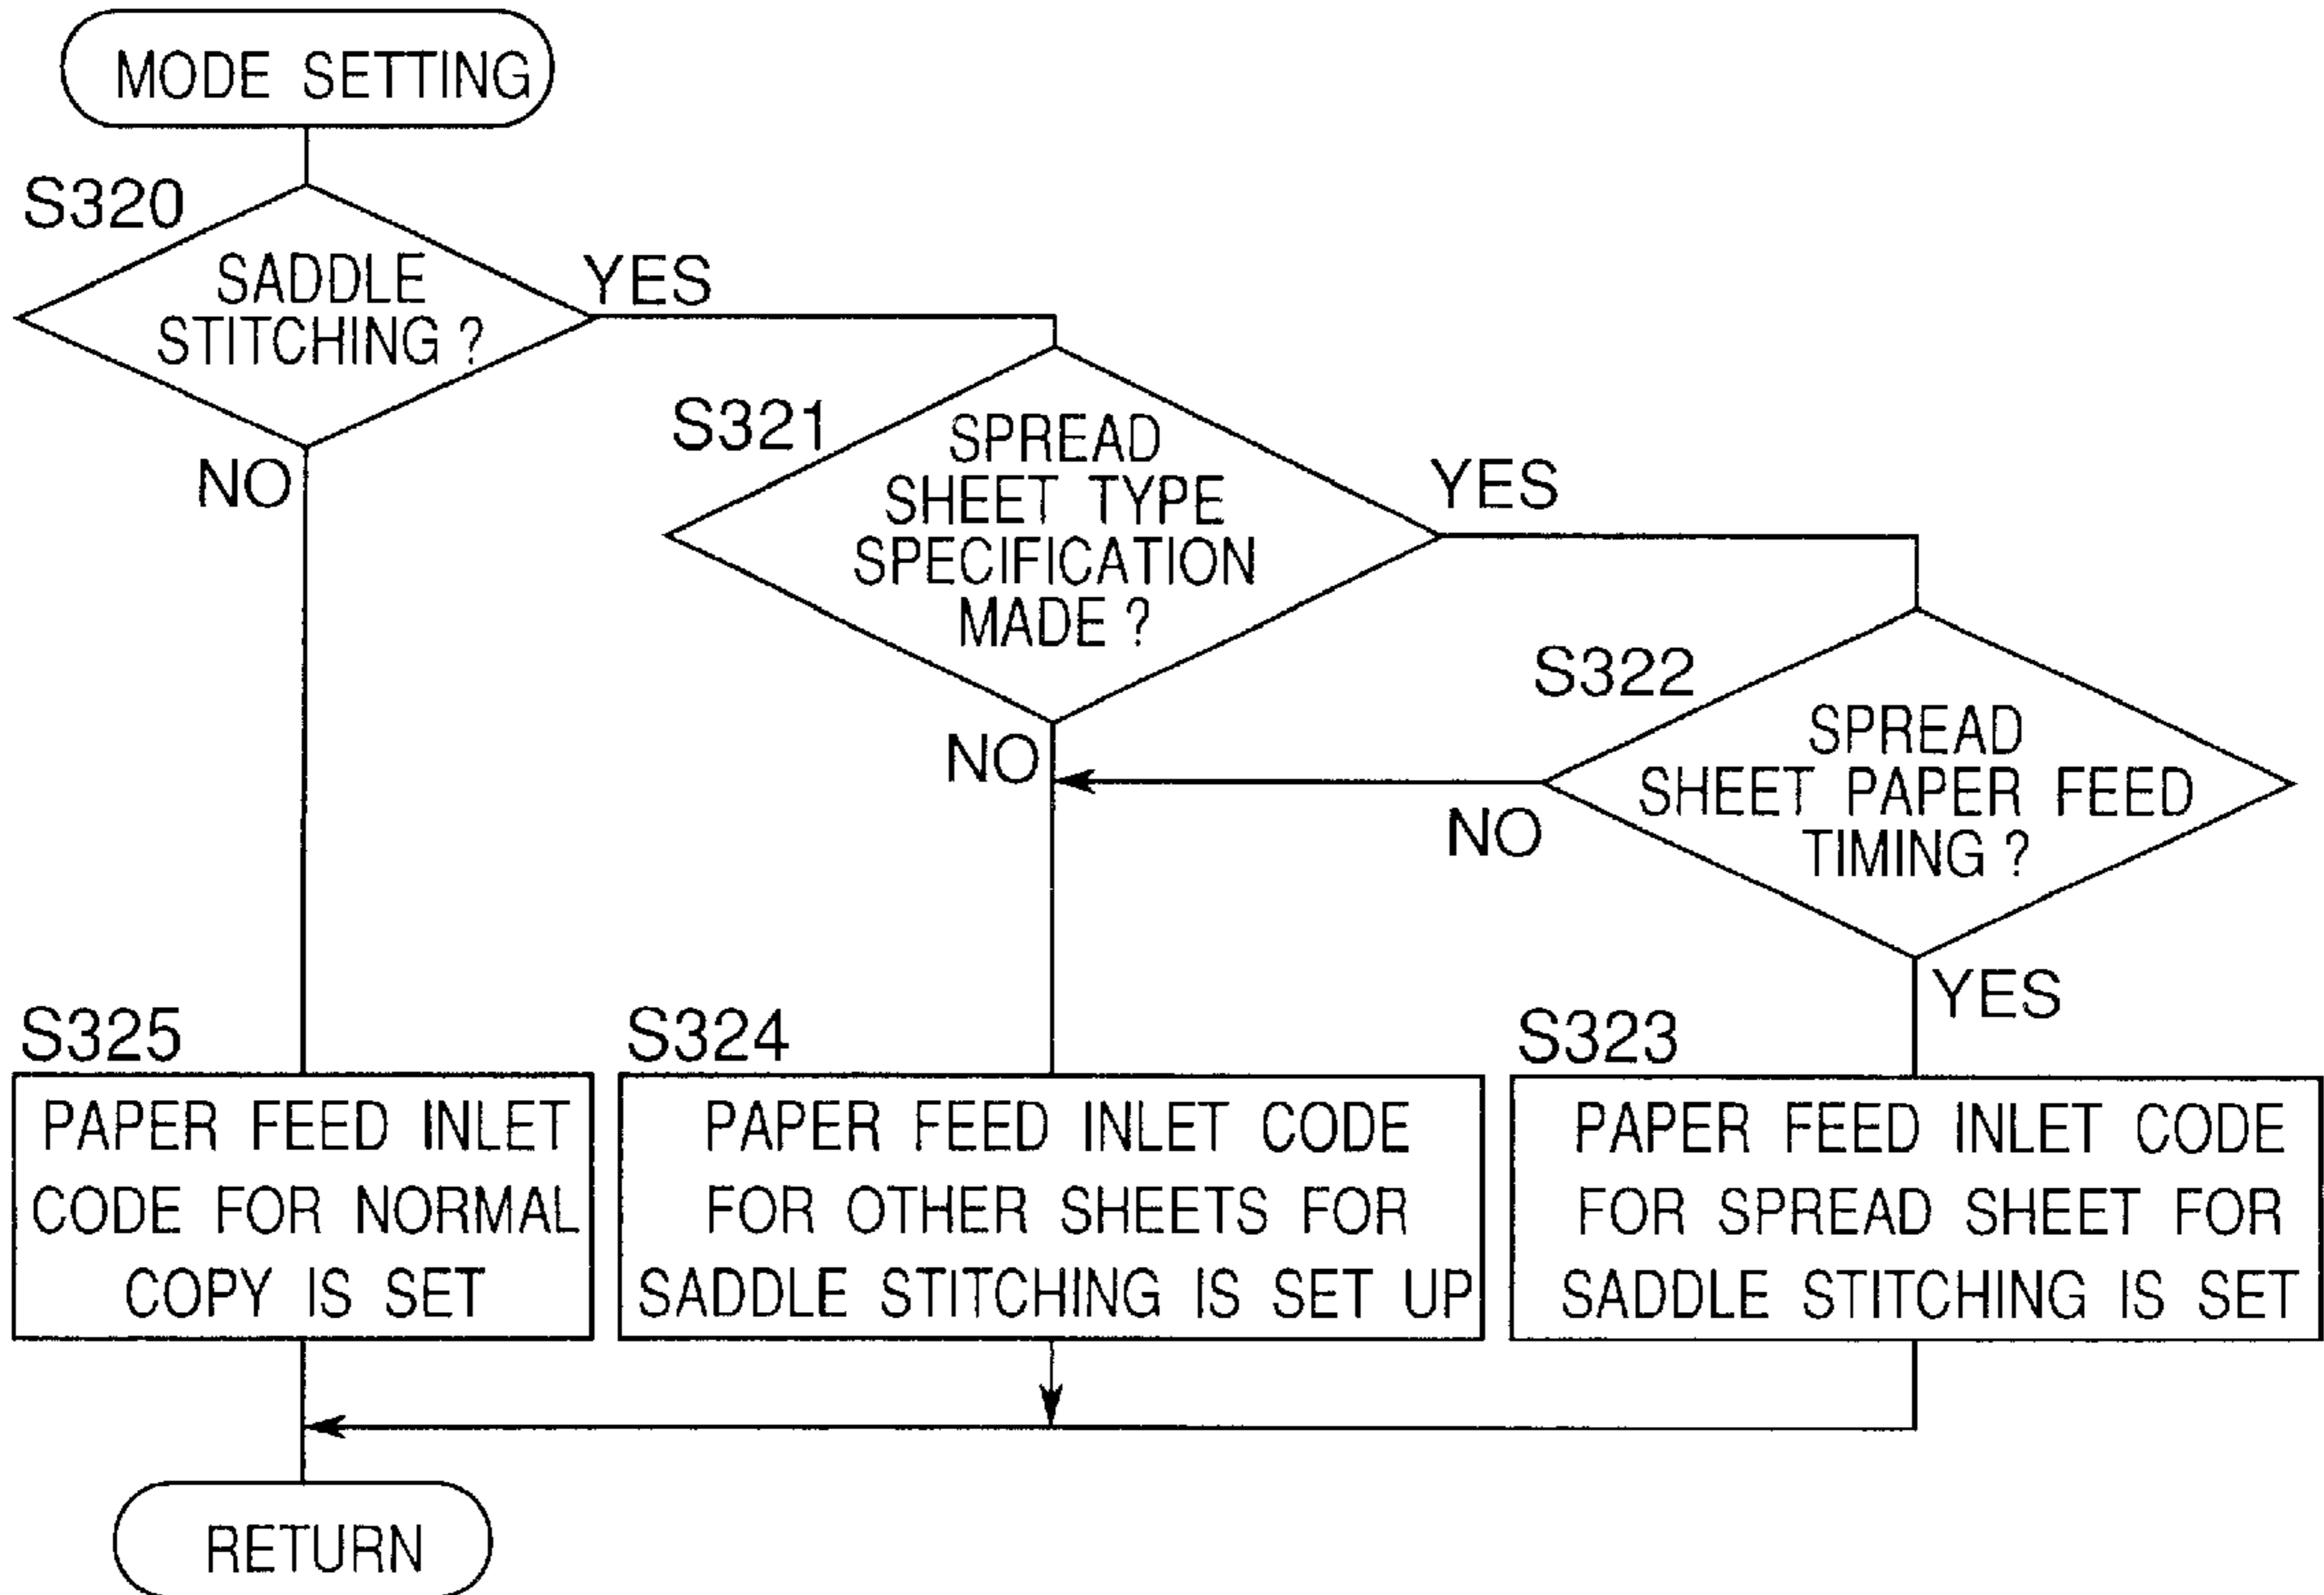 MODE SETTING
S320
SADDLE
STITCHING ?
YES
NO
S321
SPREAD
SHEET TYPE
SPECIFICATION
MADE ?
YES
NO
S322
SPREAD
SHEET PAPER FEED
TIMING ?
NO
YES
S325
PAPER FEED INLET
CODE FOR NORMAL
COPY IS SET
S324
PAPER FEED INLET CODE
FOR OTHER SHEETS FOR
SADDLE STITCHING IS SET UP
S323
PAPER FEED INLET CODE
FOR SPREAD SHEET FOR
SADDLE STITCHING IS SET
RETURN